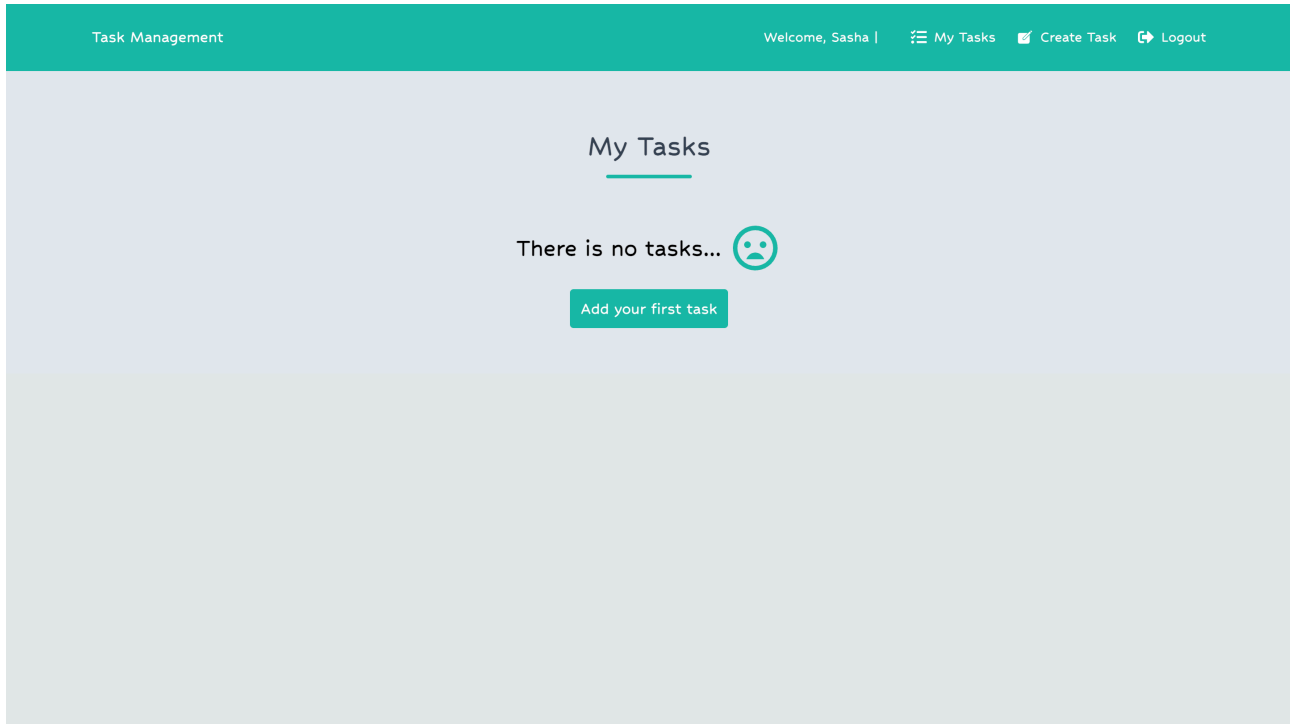 Task Management
Welcome, Sasha |
My Tasks
Create Task
Logout
My Tasks
There is no tasks...
Add your first task